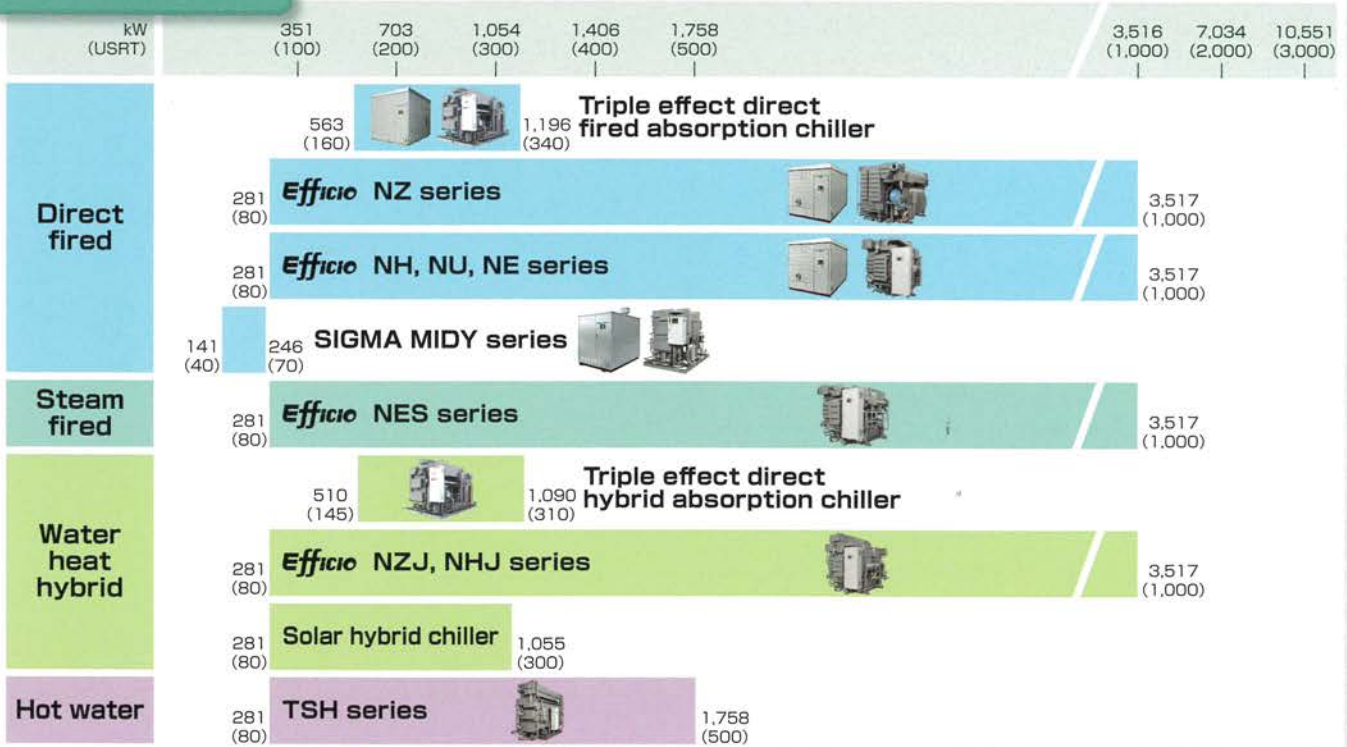 kW
(USRT)
351
(100)
703
(200)
1,054
(300)
1,406
(400)
1,758
(500)
3,516
(1,000)
7,034
(2,000)
10,551
(3,000)
Direct
fired
563
(160)
1,196
(340)
Triple effect direct
fired absorption chiller
281
(80)
Efficio NZ series
3,517
(1,000)
281
(80)
Efficio NH, NU, NE series
3,517
(1,000)
141
(40)
246
(70)
SIGMA MIDY series
Steam
fired
281
(80)
Efficio NES series
3,517
(1,000)
Water
heat
hybrid
510
(145)
1,090
(310)
Triple effect direct
hybrid absorption chiller
281
(80)
Efficio NZJ, NHJ series
3,517
(1,000)
281
(80)
Solar hybrid chiller
1,055
(300)
Hot water
281
(80)
TSH series
1,758
(500)